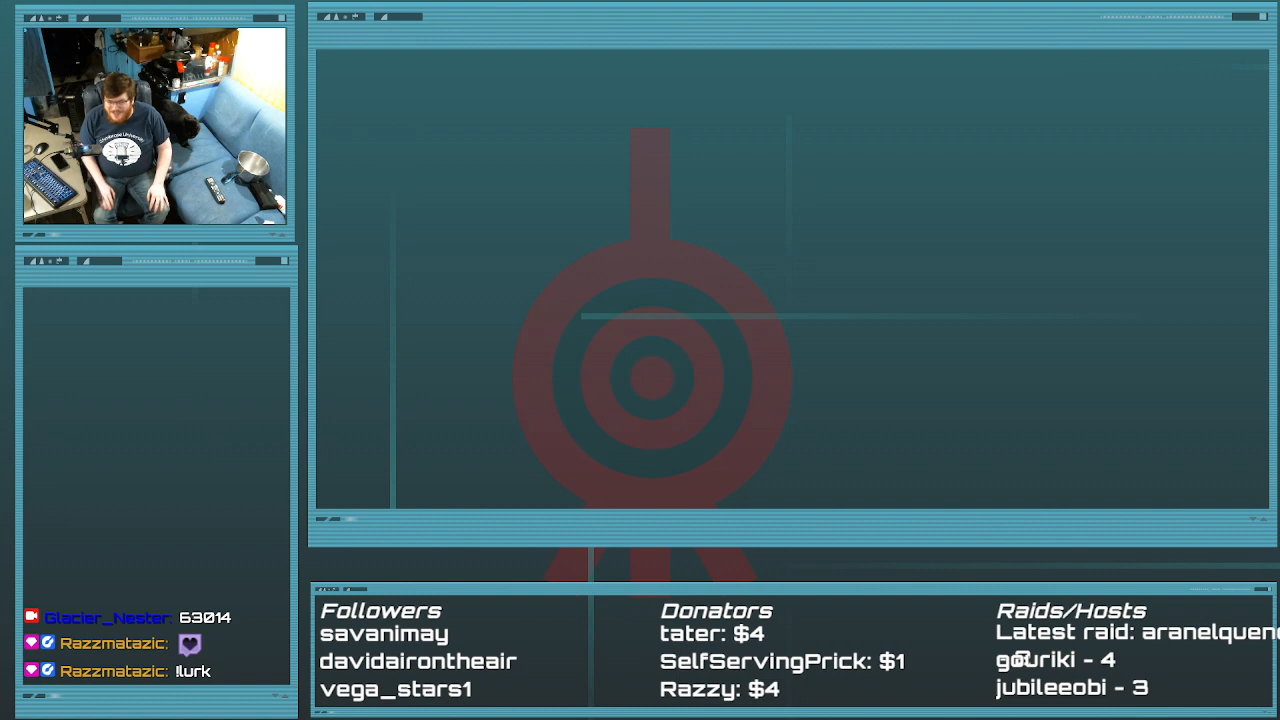 Glacier_Nester: 63014
Razzmatazic:
Razzmatazic: !lurk
Followers
savanimay
davidairontheair
vega_stars1
Donators
tater: $4
SelfServingPrick: $1
Razzy: $4
Raids/Hosts
Latest raid: aranelquen
jubileeobi - 3